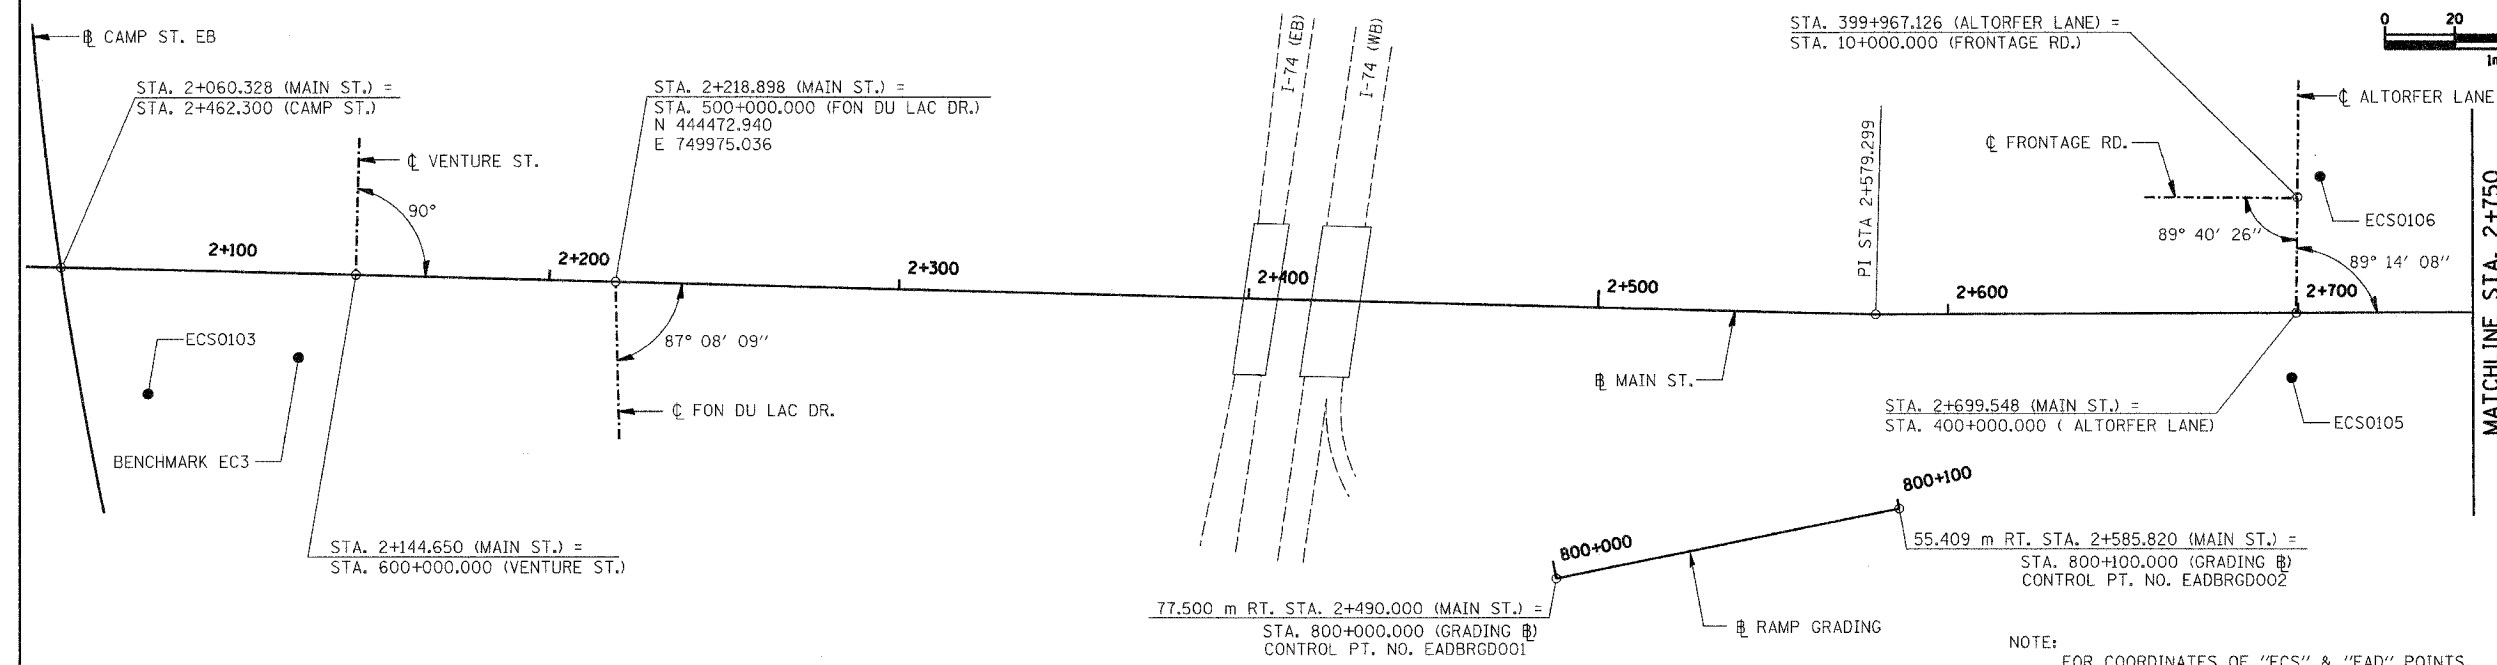 ℄ CAMP ST. EB
STA. 2+060.328 (MAIN ST.) =
STA. 2+462.300 (CAMP ST.)
℄ VENTURE ST.
90°
STA. 2+218.898 (MAIN ST.) =
STA. 500+000.000 (FON DU LAC DR.)
N 444472.940
E 749975.036
I-74 (EB)
I-74 (WB)
STA. 399+967.126 (ALTORFER LANE) =
STA. 10+000.000 (FRONTAGE RD.)
0 20
℄ ALTORFER LANE
℄ FRONTAGE RD.
PI STA 2+579.299
ECS0106
89° 40' 26"
89° 14' 08"
MATCHLINE STA. 2+750
2+100
2+200
2+300
2+400
2+500
2+600
2+700
ECS0103
87° 08' 09"
℄ FON DU LAC DR.
BENCHMARK EC3
℄ MAIN ST.
STA. 2+699.548 (MAIN ST.) =
STA. 400+000.000 ( ALTORFER LANE)
ECS0105
STA. 2+144.650 (MAIN ST.) =
STA. 600+000.000 (VENTURE ST.)
800+000
800+100
55.409 m RT. STA. 2+585.820 (MAIN ST.) =
STA. 800+100.000 (GRADING ℄)
CONTROL PT. NO. EADBRGD002
77.500 m RT. STA. 2+490.000 (MAIN ST.) =
STA. 800+000.000 (GRADING ℄)
CONTROL PT. NO. EADBRGD001
℄ RAMP GRADING
NOTE:
FOR COORDINATES OF "ECS" & "EAD" POINTS,